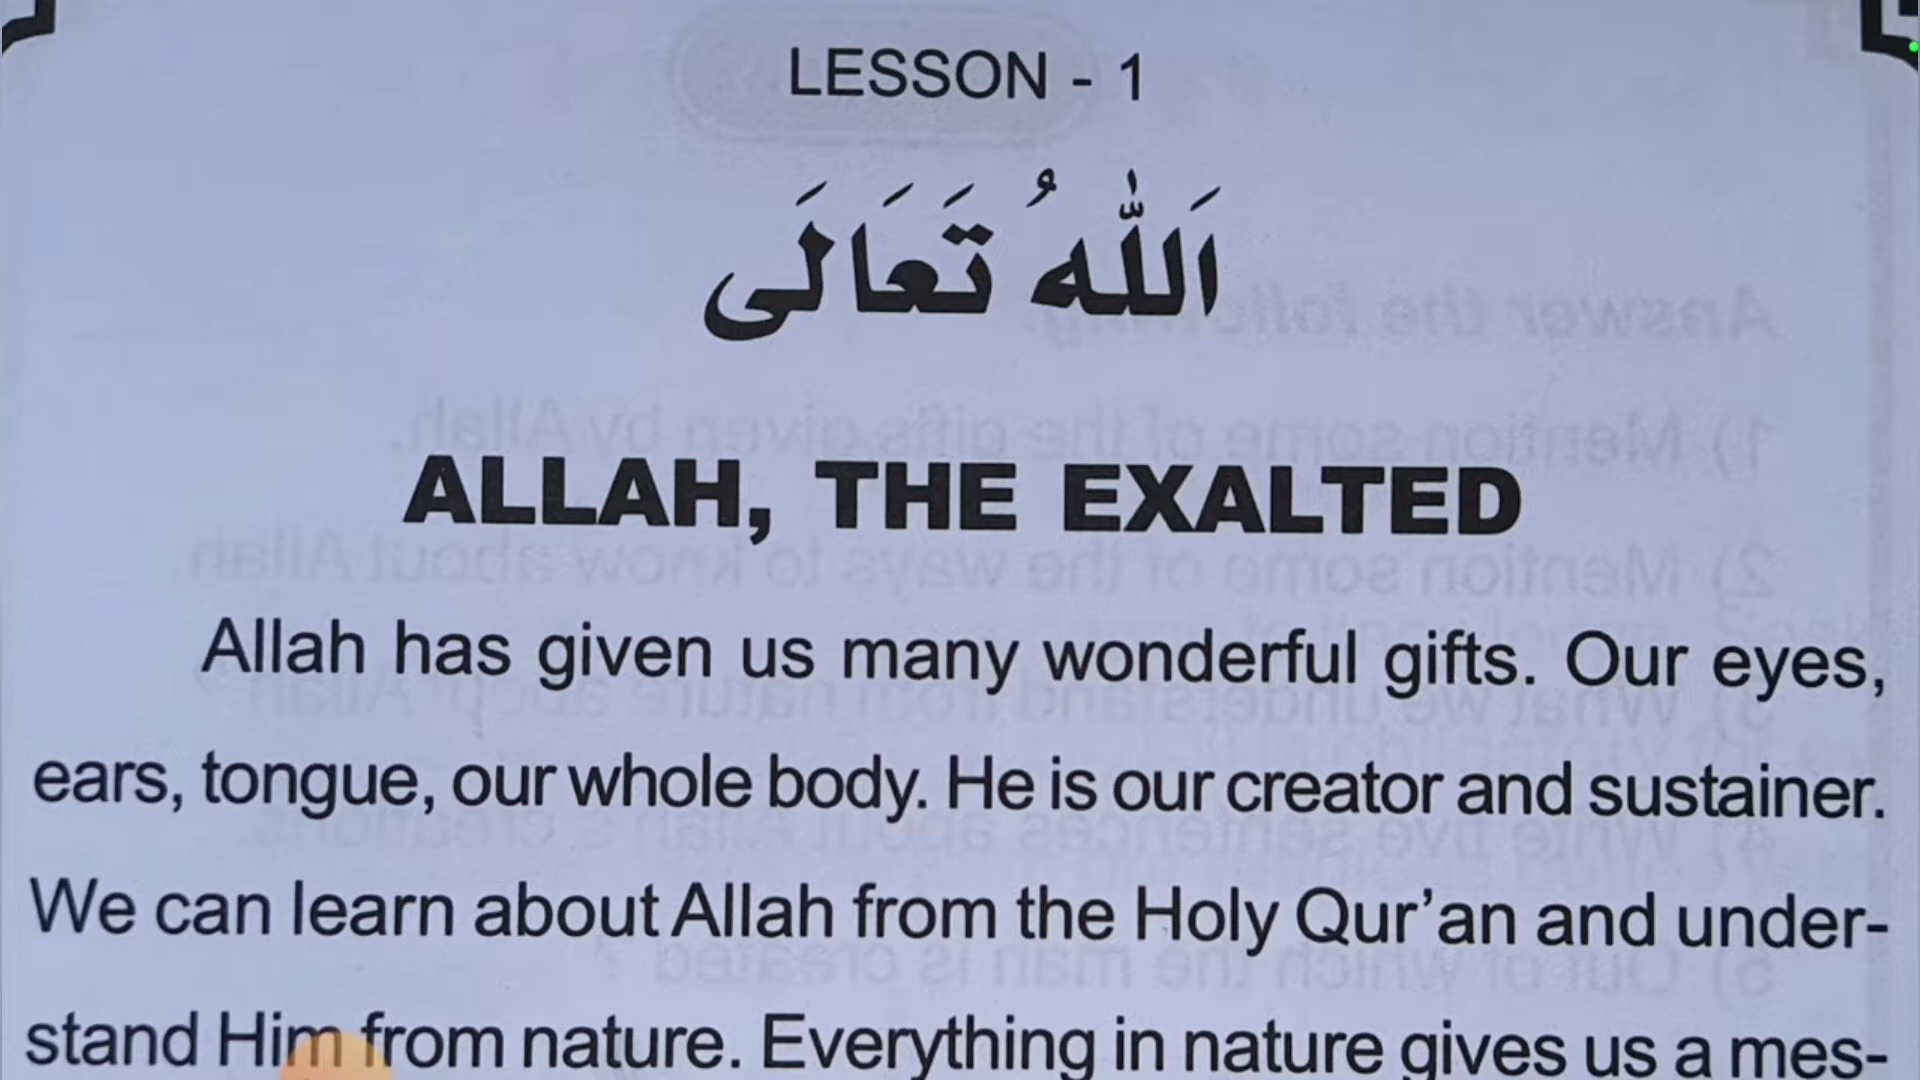 LESSON - 1
اَللّٰهُ تَعَالَى
ALLAH, THE EXALTED
Allah has given us many wonderful gifts. Our eyes,
ears, tongue, our whole body. He is our creator and sustainer.
We can learn about Allah from the Holy Qur’an and under-
stand Him from nature. Everything in nature gives us a mes-